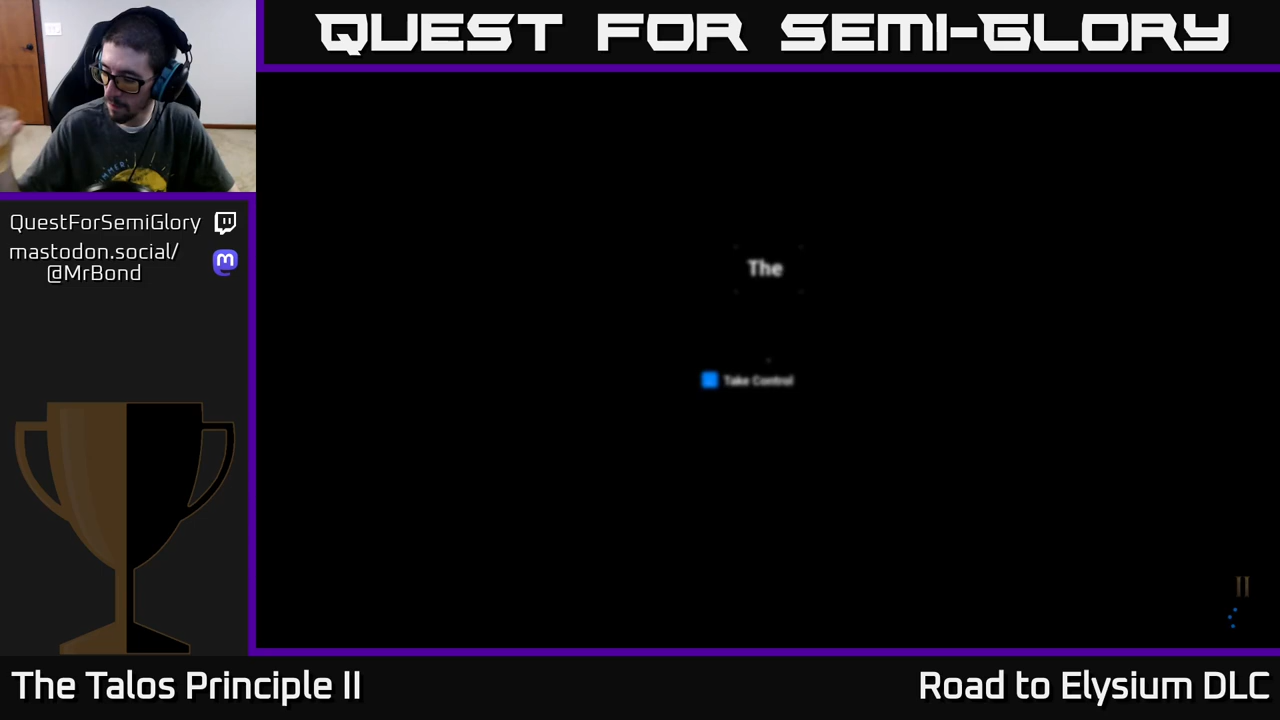 QUEST FOR SEMI-GLORY
QuestForSemiGlory
mastodon.social/
@MrBond
The
Take Control
II
The Talos Principle II
Road to Elysium DLC